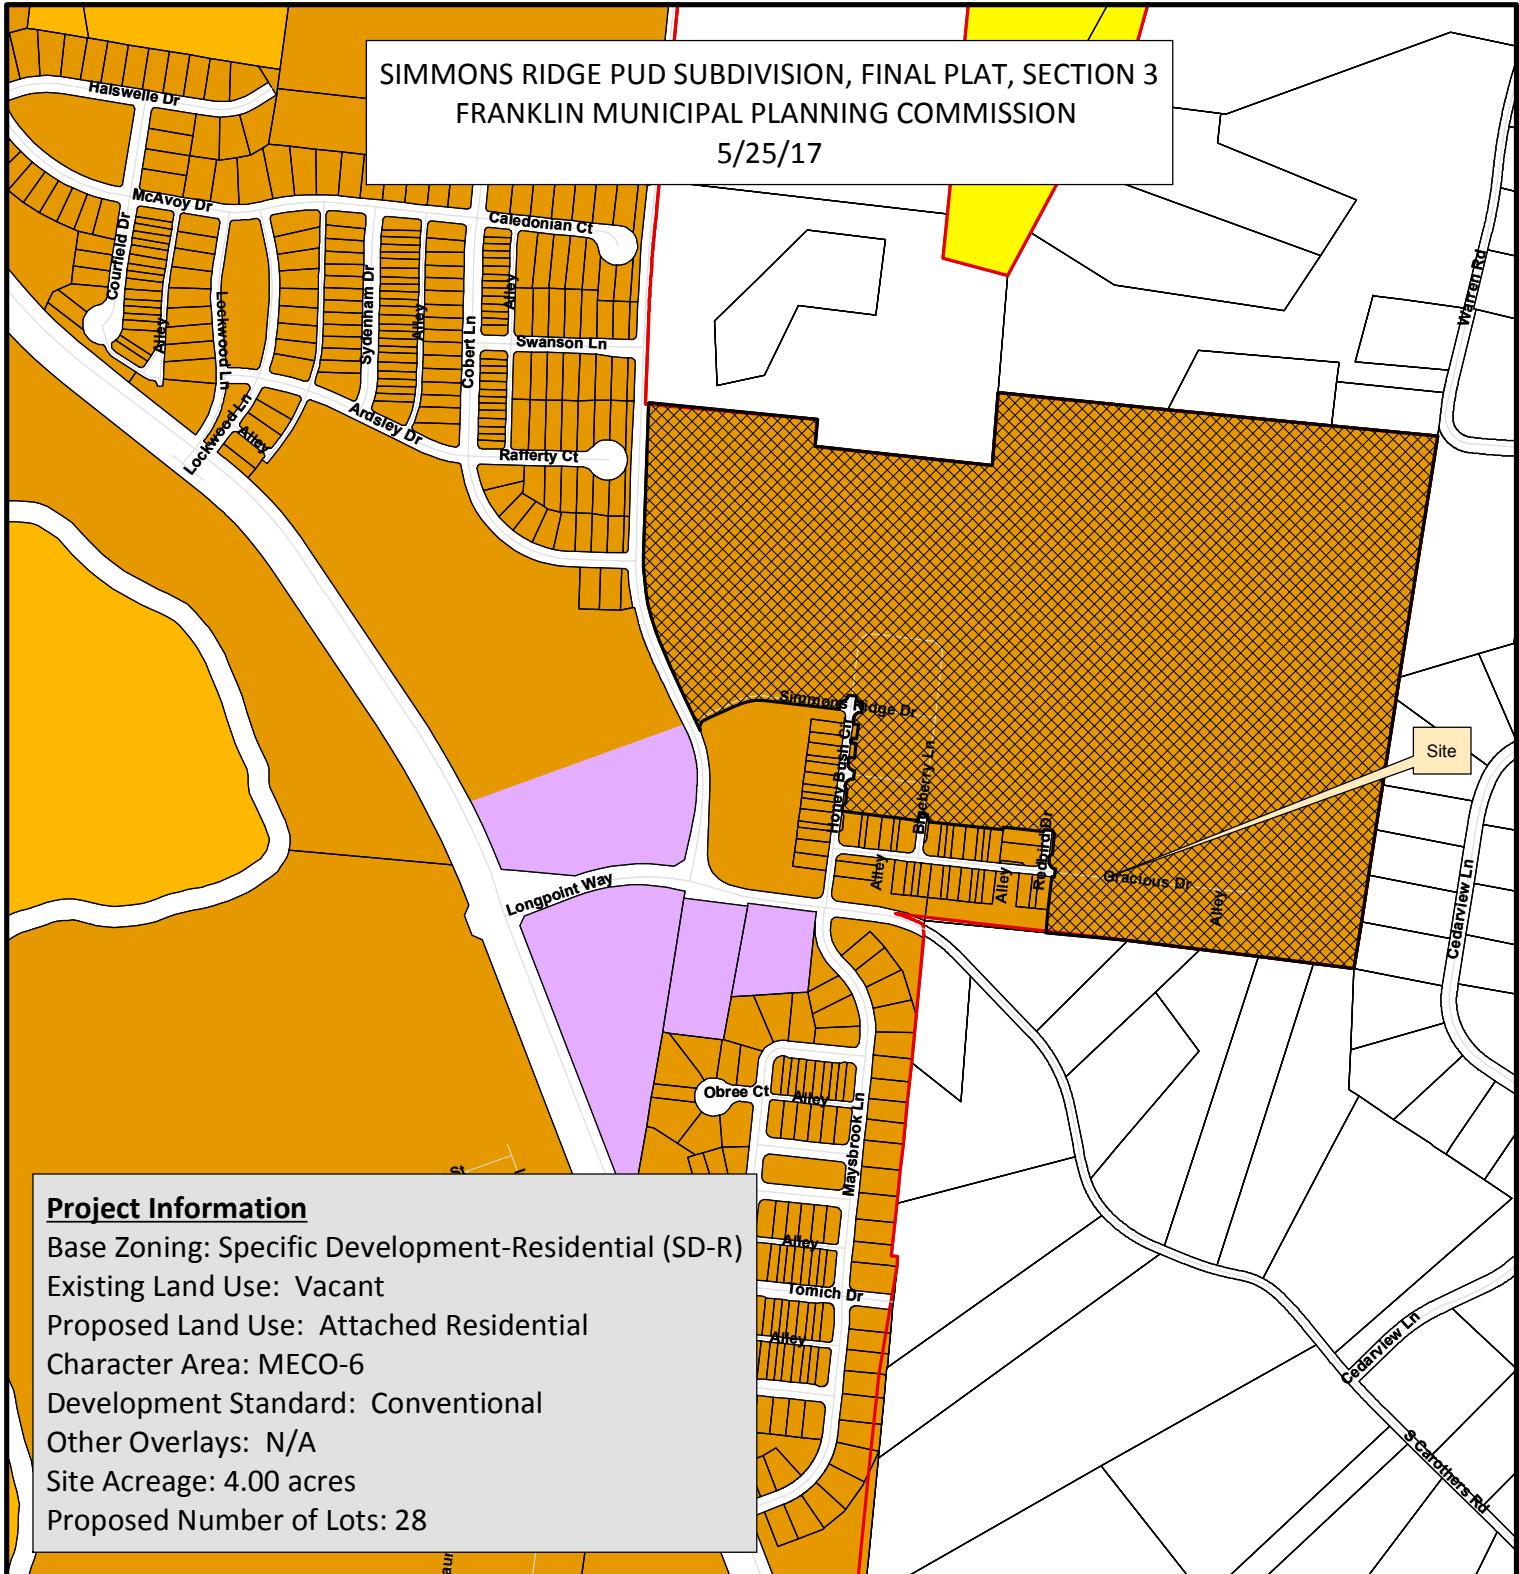 SIMMONS RIDGE PUD SUBDIVISION, FINAL PLAT, SECTION 3
FRANKLIN MUNICIPAL PLANNING COMMISSION
5/25/17
Halswelle Dr
McAvoy Dr
Caledonian Ct
Courfield Dr
Alley
Lockwood Ln
Sydenham Dr
Alley
Cobert Ln
Alley
Swanson Ln
Warren Rd
Lockwood Ln
Alley
Ardsley Dr
Rafferty Ct
Simmons Ridge Dr
Honey Bush Cir
Blueberry Ln
Site
Redbird Dr
Alley
Alley
Gracious Dr
Alley
Longpoint Way
Cedarview Ln
Obree Ct
Alley
Maysbrook Ln
St
Alley
Tomich Dr
Alley
Cedarview Ln
S Carothers Rd
Project Information
Base Zoning: Specific Development-Residential (SD-R)
Existing Land Use: Vacant
Proposed Land Use: Attached Residential
Character Area: MECO-6
Development Standard: Conventional
Other Overlays: N/A
Site Acreage: 4.00 acres
Proposed Number of Lots: 28